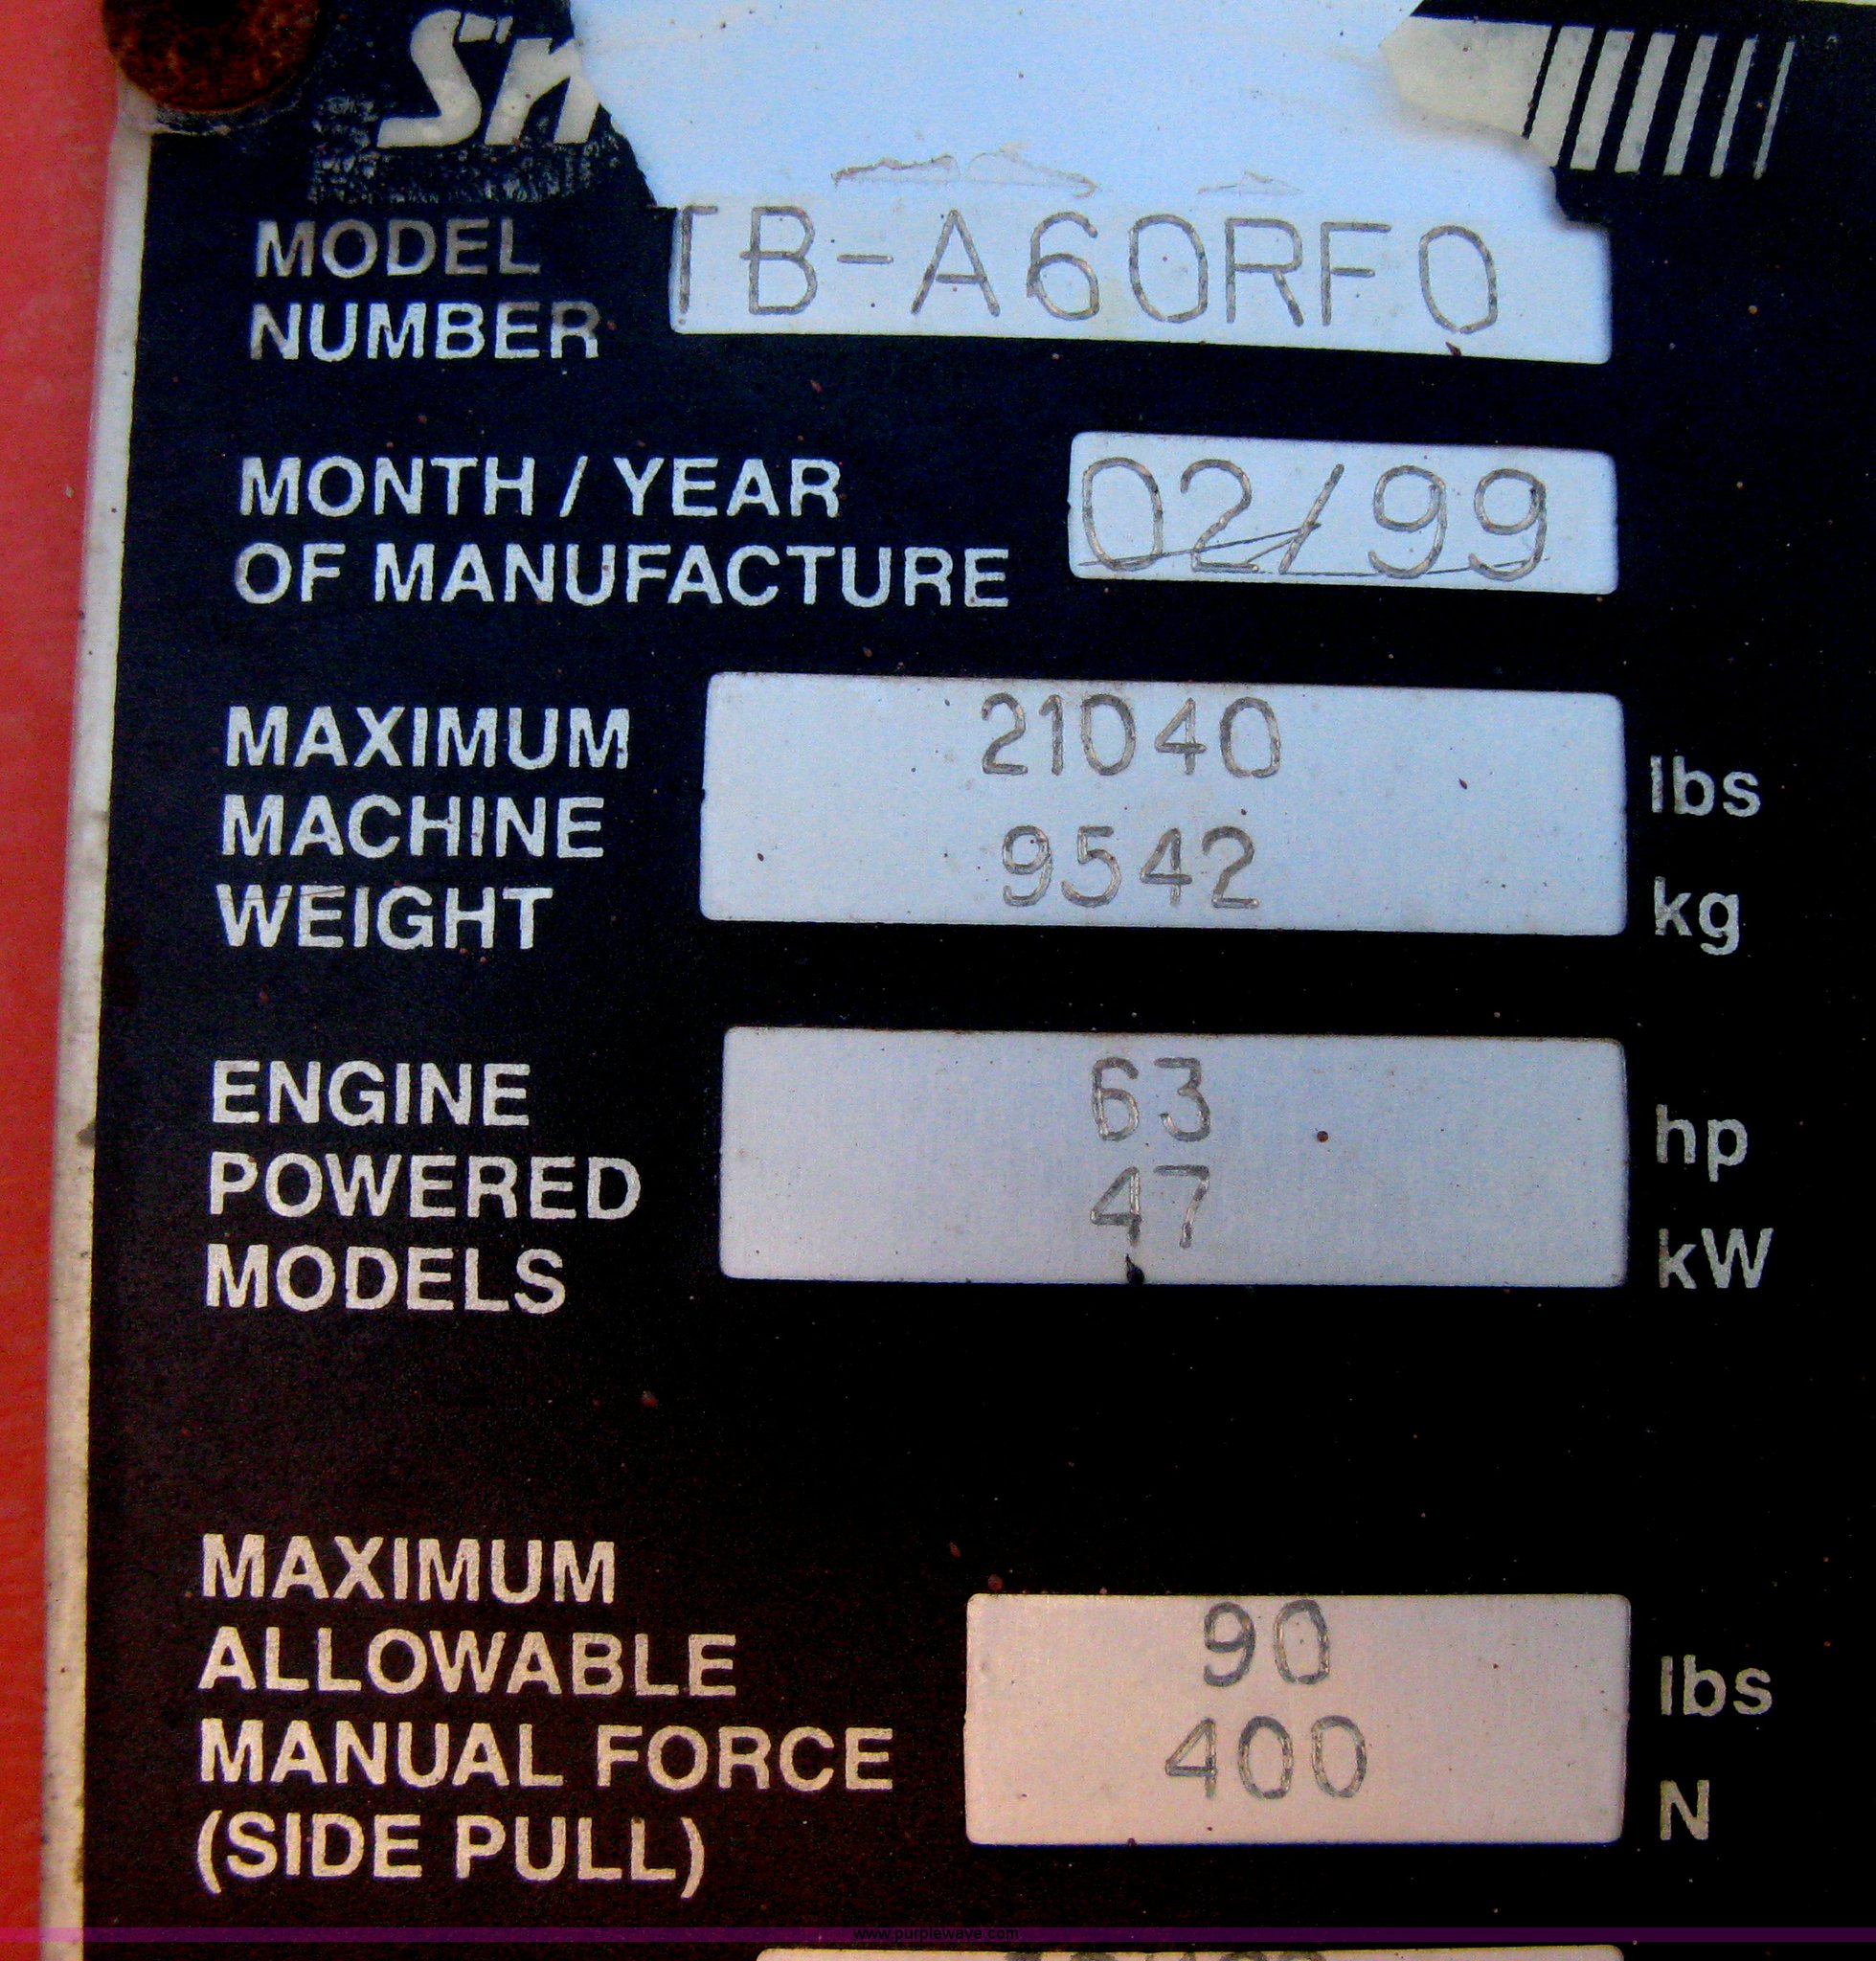 MODEL
NUMBER
TB-A60RFO
MONTH / YEAR
OF MANUFACTURE
02/99
MAXIMUM
MACHINE
WEIGHT
21040 lbs
9542 kg
ENGINE
POWERED
MODELS
63 hp
47 kW
MAXIMUM
ALLOWABLE
MANUAL FORCE
(SIDE PULL)
90 lbs
400 N
www.purplewave.com